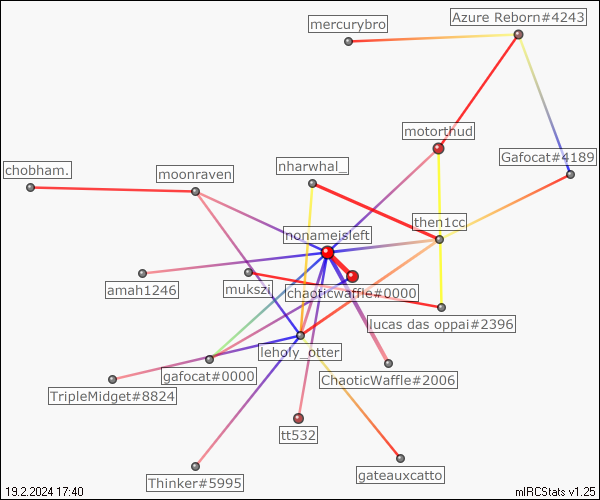 Azure Reborn#4243
mercurybro
motorthud
Gafocat#4189
nharwhal_
chobham.
moonraven
then1cc
nonameisleft
amah1246
mukszi
chaoticwaffle#0000
lucas das oppai#2396
leholy_otter
gafocat#0000
ChaoticWaffle#2006
TripleMidget#8824
tt532
gateauxcatto
Thinker#5995
19.2.2024 17:40
mIRCStats v1.25